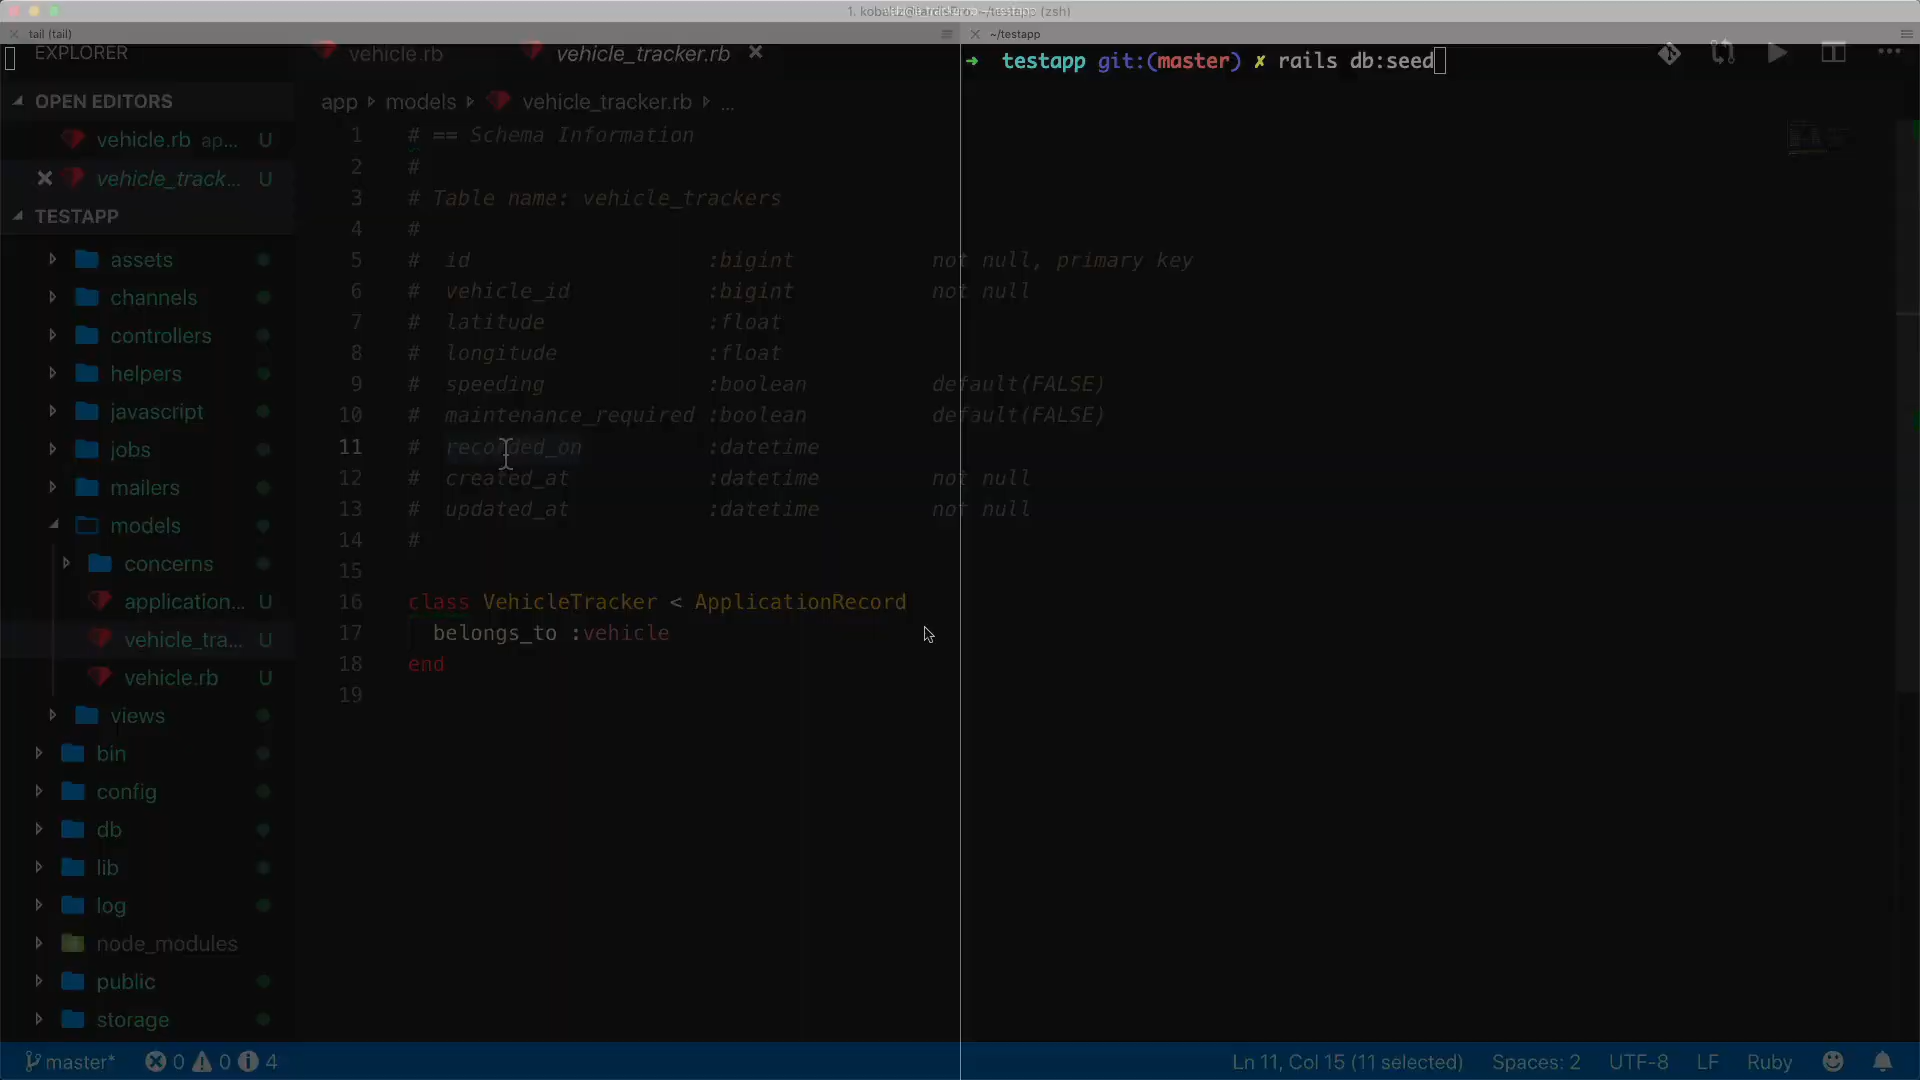 1. kobaltz@
~/testapp (zsh)
tail (tail)
~/testapp
EXPLORER
vehicle.rb
vehicle_tracker.rb
➜ testapp git:(master) ✗ rails db:seed
OPEN EDITORS
vehicle.rb ap... U
vehicle_track... U
TESTAPP
assets
channels
controllers
helpers
javascript
jobs
mailers
models
concerns
application... U
vehicle_tra... U
vehicle.rb U
views
bin
config
db
lib
log
node_modules
public
storage
app models vehicle_tracker.rb ...
1 # == Schema Information
2 #
3 # Table name: vehicle_trackers
4 #
5 # id :bigint not null, primary key
6 # vehicle_id :bigint not null
7 # latitude :float
8 # longitude :float
9 # speeding :boolean default(FALSE)
10 # maintenance_required :boolean default(FALSE)
11 # recorded_on :datetime
12 # created_at :datetime not null
13 # updated_at :datetime not null
14 #
15
16 class VehicleTracker < ApplicationRecord
17 belongs_to :vehicle
18 end
19
master* 0 0 4 Ln 11, Col 15 (11 selected) Spaces: 2 UTF-8 LF Ruby